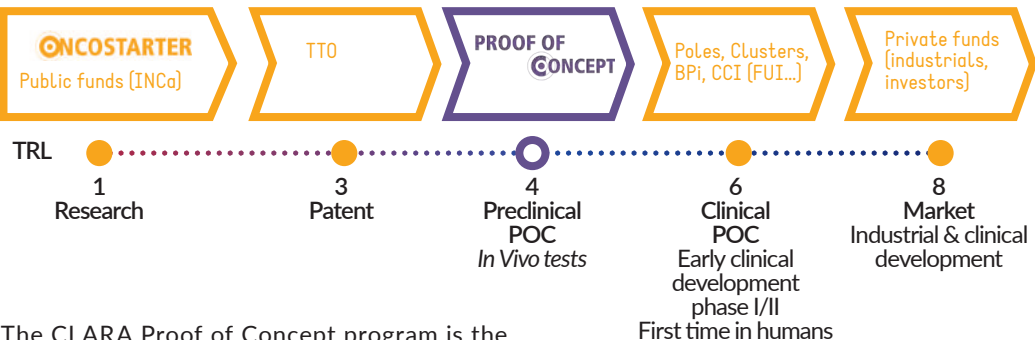 ONCOSTARTER
Public funds (INCa)
TTO
PROOF OF
CONCEPT
Poles, Clusters,
BPi, CCI (FUI...)
Private funds
(industrials,
investors)
TRL
1
Research
3
Patent
4
Preclinical
POC
In Vivo tests
6
Clinical
POC
Early clinical
development
phase I/II
First time in humans
8
Market
Industrial & clinical
development
The CLARA Proof of Concept program is the